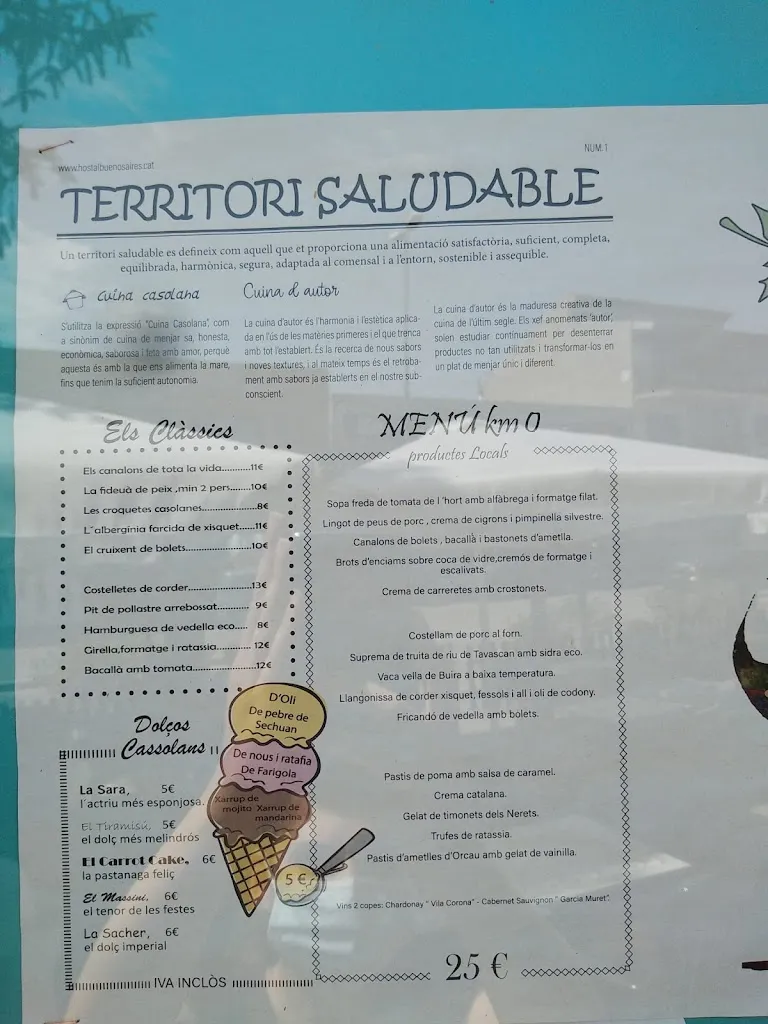 www.hostalbuenosaires.cat
NUM. 1
TERRITORI SALUDABLE
Un territori saludable es defineix com aquell que et proporciona una alimentació satisfactòria, suficient, completa,
equilibrada, harmònica, segura, adaptada al comensal i a l'entorn, sostenible i assequible.
cuina casolana
S'utilitza la expressió "Cuina Casolana", com
a sinònim de cuina de menjar sa, honesta,
econòmica, saborosa i feta amb amor, perquè
aquesta és amb la que ens alimenta la mare,
fins que tenim la suficient autonomia.
Cuina d autor
La cuina d'autor és l'harmonia i l'estètica aplica-
da en l'ús de les matèries primeres i el que trenca
amb tot l'establert. És la recerca de nous sabors
i noves textures, i al mateix temps és el retroba-
ment amb sabors ja establerts en el nostre sub-
conscient.
La cuina d'autor és la maduresa creativa de la
cuina de l'últim segle. Els xef anomenats 'autor',
soien estudiar continuament per desenterrar
productes no tan utilitzats i transformar-los en
un plat de menjar únic i diferent.
Els Clàssics
Els canalons de tota la vida...........11€
La fideuà de peix ,min 2 pers.......10€
Les croquetes casolanes.....................8€
L´alberginia farcida de xisquet......11€
El cruixent de bolets.........................10€
Costelletes de corder........................13€
Pit de pollastre arrebossat............ 9€
Hamburguesa de vedella eco..... 8€
Girella,formatge i ratassia............. 12€
Bacallà amb tomata........................12€
MENÚ km 0
productes Locals
Sopa freda de tomata de l ´hort amb alfàbrega i formatge filat.
Lingot de peus de porc , crema de cigrons i pimpinella silvestre.
Canalons de bolets , bacallà i bastonets d'ametlla.
Brots d'enciams sobre coca de vidre,cremós de formatge i
escalivats.
Crema de carreretes amb crostonets.
Costellam de porc al forn.
Suprema de truita de riu de Tavascan amb sidra eco.
Vaca vella de Buira a baixa temperatura.
Llangonissa de corder xisquet, fessols i all i oli de codony.
Fricandó de vedella amb bolets.
Pastis de poma amb salsa de caramel.
Crema catalana.
Gelat de timonets dels Nerets.
Trufes de ratassia.
Pastis d'ametlles d'Orcau amb gelat de vainilla.
Vins 2 copes: Chardonay " Vila Corona" - Cabernet Sauvignon " Garcia Muret".
25 €
Dolços
Cassolans
La Sara, 5€
l´actriu més esponjosa.
El Tiramisú, 5€
el dolç més melindrós
El Carrot Cake, 6€
la pastanaga feliç
El Massini, 6€
el tenor de les festes
La Sacher, 6€
el dolç imperial
IVA INCLÒS
D'Oli
De pebre de
Sechuan
De nous i ratafia
De Farigola
Xarrup de
mojito Xarrup de
mandarina
5 €